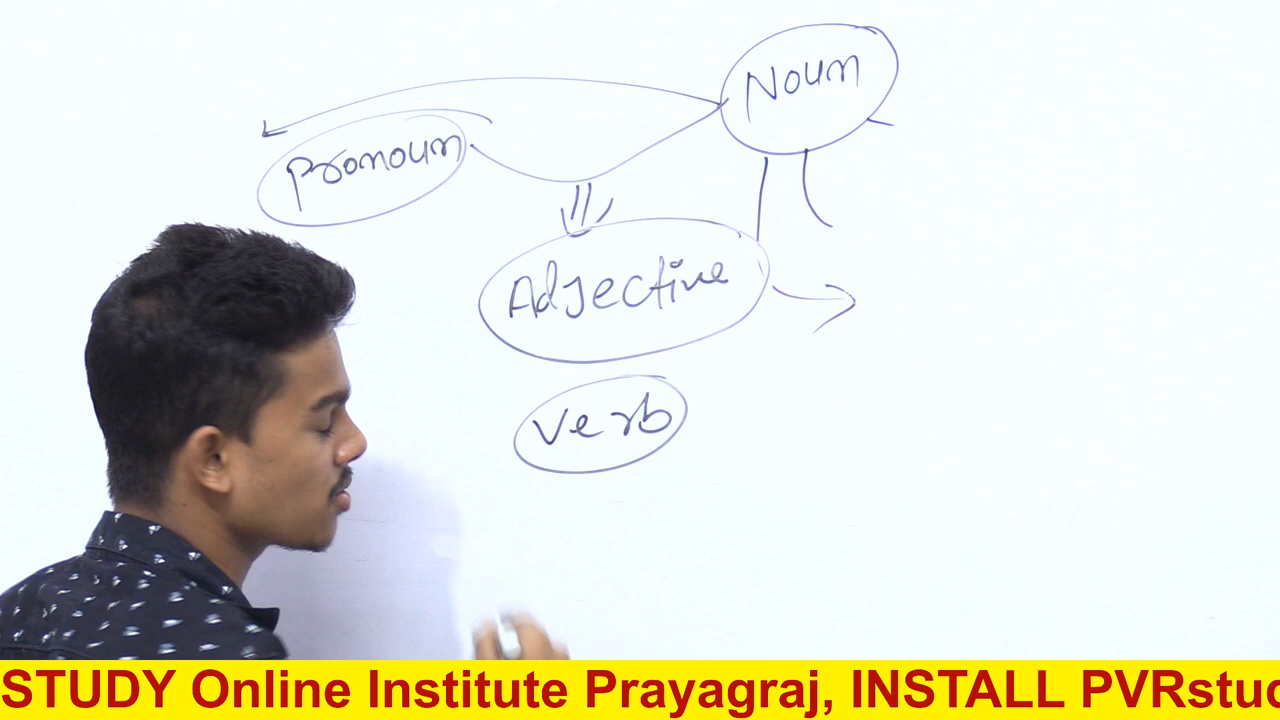 Noun
Pronoun
Adjective
Verb
STUDY Online Institute Prayagraj, INSTALL PVRstud